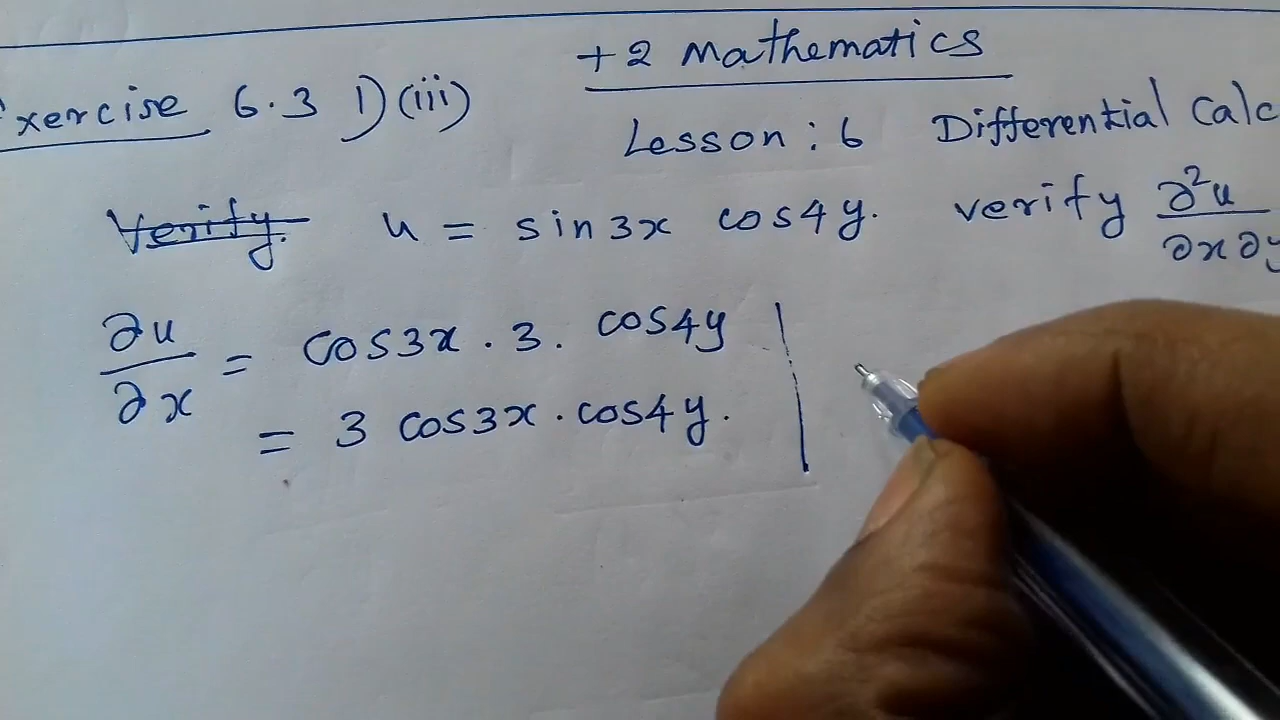 +2 Mathematics
xercise 6.3 1)(iii)
Lesson : 6 Differential Calc
Verify. u = sin3x cos4y. verify ∂²u/∂x∂y
∂u/∂x = cos3x . 3 . cos4y
= 3 cos3x . cos4y.